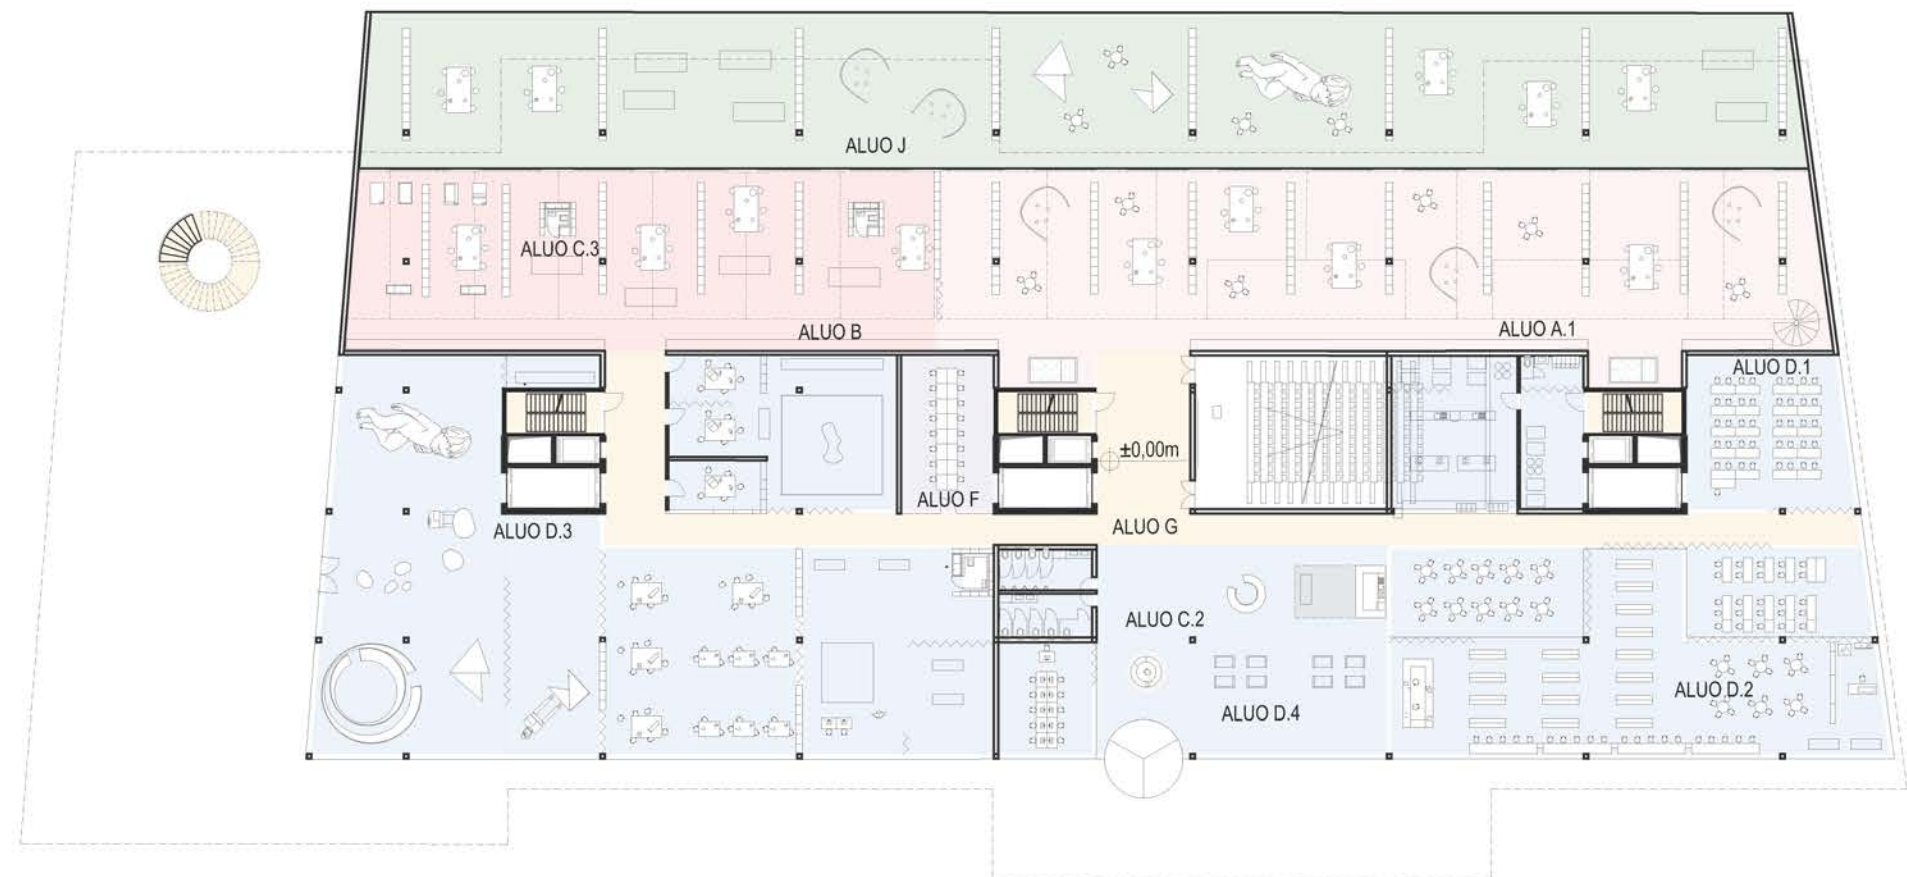 ALUO J
ALUO C.3
ALUO B
ALUO A.1
ALUO D.1
±0,00m
ALUO F
ALUO G
ALUO D.3
ALUO C.2
ALUO D.2
ALUO D.4